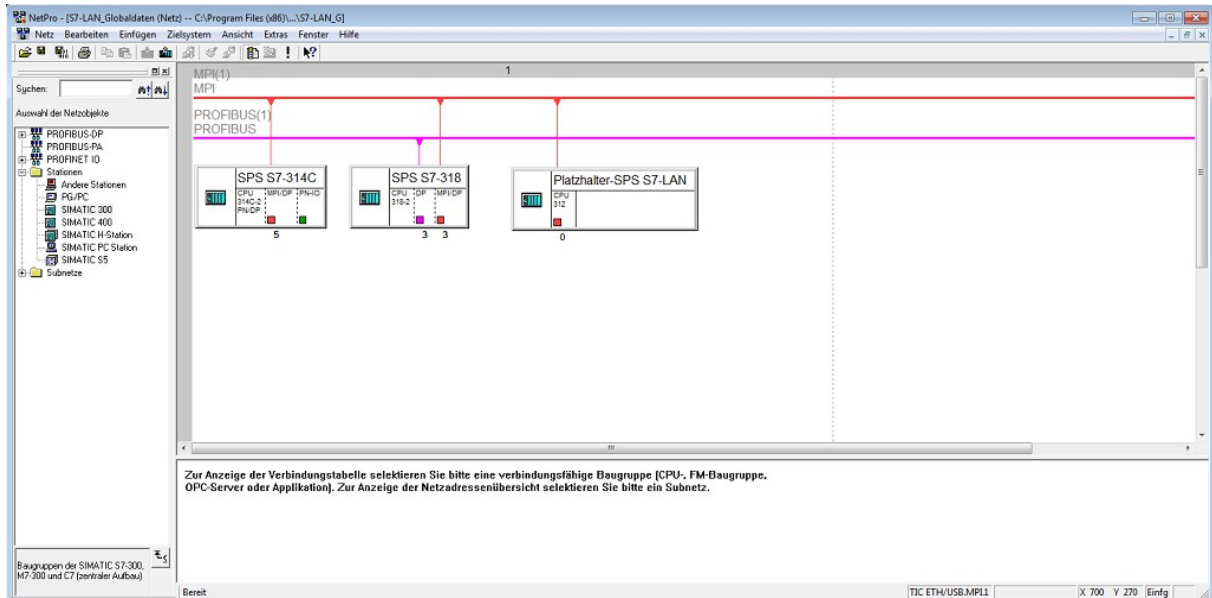 NetPro - [S7-LAN_Globaldaten (Netz) -- C:\Program Files (x86)\...\S7-LAN_G]
Netz Bearbeiten Einfügen Zielsystem Ansicht Extras Fenster Hilfe
Suchen:
Auswahl der Netzobjekte
PROFIBUS-DP
PROFIBUS-PA
PROFINET IO
Stationen
Andere Stationen
PG/PC
SIMATIC 300
SIMATIC 400
SIMATIC H-Station
SIMATIC PC Station
SIMATIC S5
Subnetze
Baugruppen der SIMATIC S7-300,
M7-300 und C7 (zentraler Aufbau)
1
MPI(1)
MPI
PROFIBUS(1)
PROFIBUS
SPS S7-314C
CPU 314C-2 PN/DP
MPI/DP
PN-IO
5
SPS S7-318
CPU 318-2
DP
MPI/DP
3 3
Platzhalter-SPS S7-LAN
CPU 312
0
Zur Anzeige der Verbindungstabelle selektieren Sie bitte eine verbindungsfähige Baugruppe (CPU-, FM-Baugruppe,
OPC-Server oder Applikation). Zur Anzeige der Netzadressenübersicht selektieren Sie bitte ein Subnetz.
Bereit
TIC ETH/USB.MPI.1
X 700 Y 270
Einfg